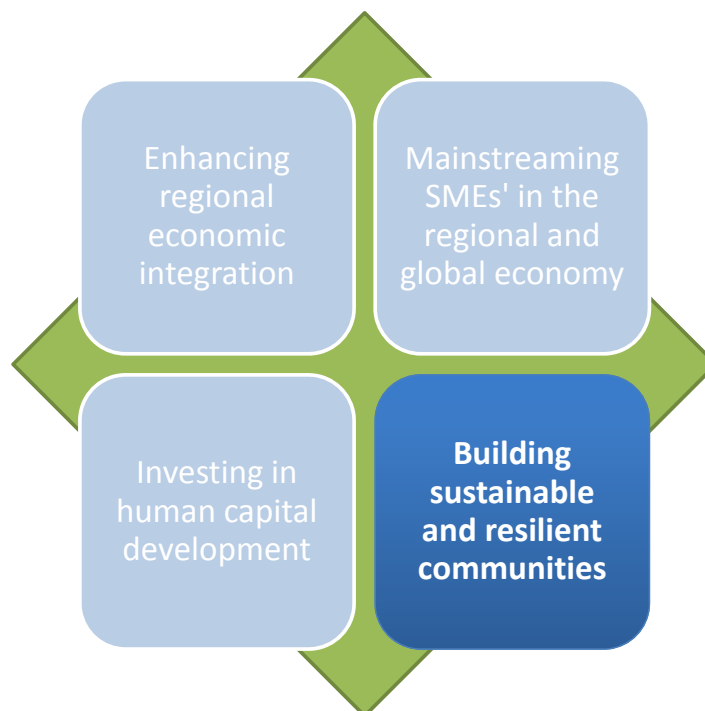 Enhancing
regional
economic
integration
Mainstreaming
SMEs' in the
regional and
global economy
Investing in
human capital
development
Building
sustainable
and resilient
communities